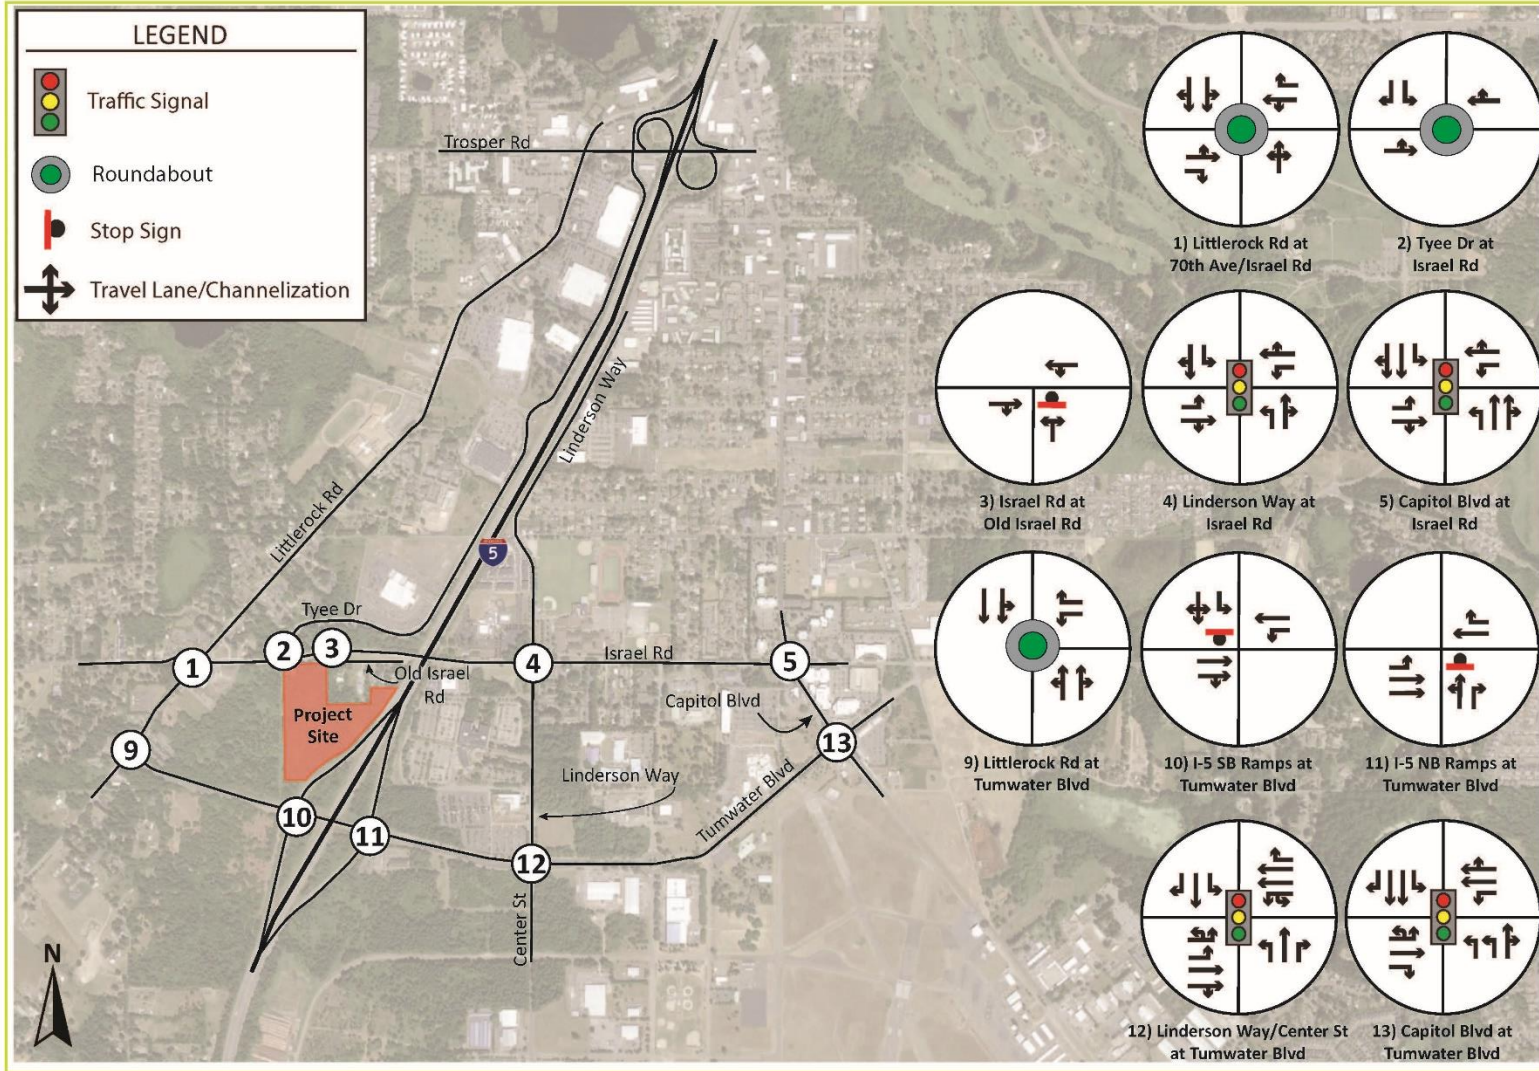 LEGEND
Traffic Signal
Roundabout
Stop Sign
Travel Lane/Channelization
Trosper Rd
Linderson Way
Littlerock Rd
5
Tyee Dr
1
2
3
4
5
Israel Rd
Old Israel
Rd
Capitol Blvd
Project
Site
9
10
11
12
13
Linderson Way
Tumwater Blvd
Center St
N
1) Littlerock Rd at
70th Ave/Israel Rd
2) Tyee Dr at
Israel Rd
3) Israel Rd at
Old Israel Rd
4) Linderson Way at
Israel Rd
5) Capitol Blvd at
Israel Rd
9) Littlerock Rd at
Tumwater Blvd
10) I-5 SB Ramps at
Tumwater Blvd
11) I-5 NB Ramps at
Tumwater Blvd
12) Linderson Way/Center St
at Tumwater Blvd
13) Capitol Blvd at
Tumwater Blvd